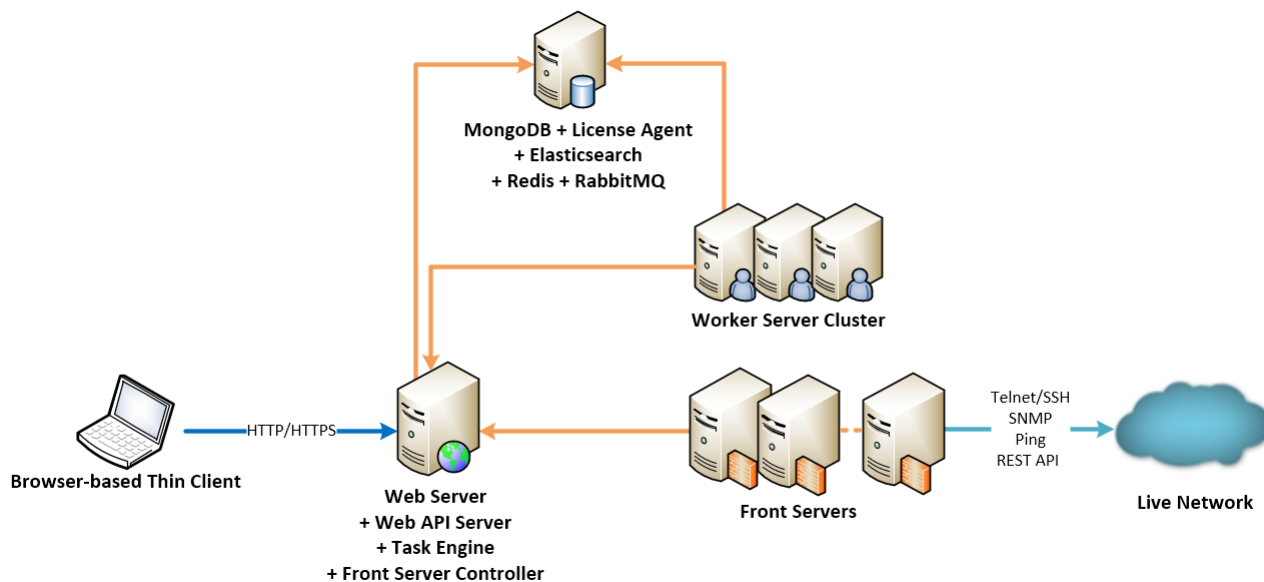 MongoDB + License Agent
+ Elasticsearch
+ Redis + RabbitMQ
Worker Server Cluster
HTTP/HTTPS
Browser-based Thin Client
Web Server
+ Web API Server
+ Task Engine
+ Front Server Controller
Front Servers
Telnet/SSH
SNMP
Ping
REST API
Live Network